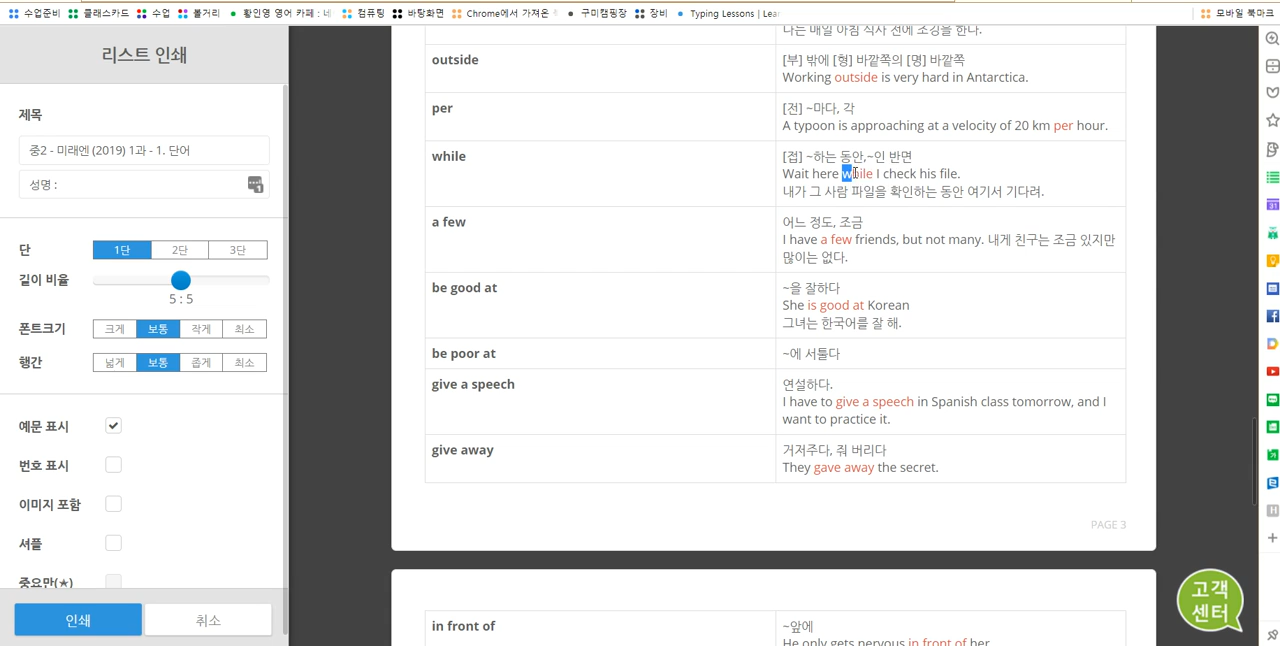 수업준비 클래스카드 수업 볼거리 황인영 영어 카페 : 네 컴퓨팅 바탕화면 Chrome에서 가져온 구미캠핑장 장비 Typing Lessons | Lear 모바일 북마크
리스트 인쇄
제목
중2 - 미래엔 (2019) 1과 - 1. 단어
성명 :
단 1단 2단 3단
길이 비율
5 : 5
폰트크기 크게 보통 작게 최소
행간 넓게 보통 좁게 최소
예문 표시
번호 표시
이미지 포함
셔플
중요만(★)
인쇄 취소
나는 매일 아침 식사 전에 조깅을 한다.
outside
[부] 밖에 [형] 바깥쪽의 [명] 바깥쪽
Working outside is very hard in Antarctica.
per
[전] ~마다, 각
A typoon is approaching at a velocity of 20 km per hour.
while
[접] ~하는 동안,~인 반면
Wait here while I check his file.
내가 그 사람 파일을 확인하는 동안 여기서 기다려.
a few
어느 정도, 조금
I have a few friends, but not many. 내게 친구는 조금 있지만
많이는 없다.
be good at
~을 잘하다
She is good at Korean
그녀는 한국어를 잘 해.
be poor at
~에 서툴다
give a speech
연설하다.
I have to give a speech in Spanish class tomorrow, and I
want to practice it.
give away
거저주다, 줘 버리다
They gave away the secret.
PAGE 3
in front of
~앞에
He only gets nervous in front of her
고객
센터